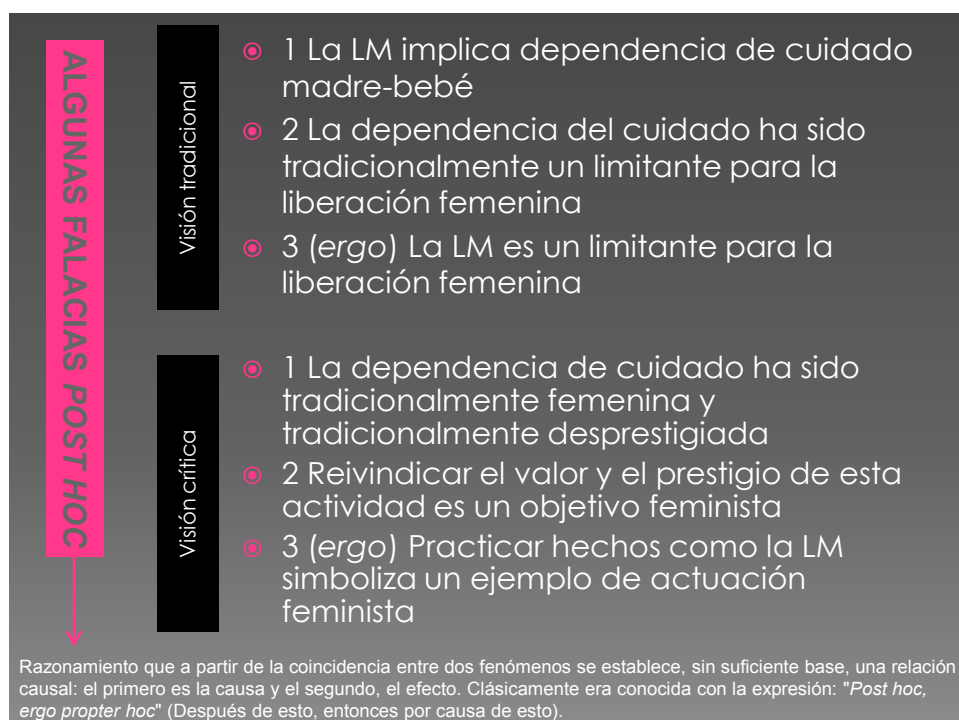 ALGUNAS FALACIAS POST HOC
Visión tradicional
1 La LM implica dependencia de cuidado
madre-bebé
2 La dependencia del cuidado ha sido
tradicionalmente un limitante para la
liberación femenina
3 (ergo) La LM es un limitante para la
liberación femenina
Visión crítica
1 La dependencia de cuidado ha sido
tradicionalmente femenina y
tradicionalmente desprestigiada
2 Reivindicar el valor y el prestigio de esta
actividad es un objetivo feminista
3 (ergo) Practicar hechos como la LM
simboliza un ejemplo de actuación
feminista
Razonamiento que a partir de la coincidencia entre dos fenómenos se establece, sin suficiente base, una relación
causal: el primero es la causa y el segundo, el efecto. Clásicamente era conocida con la expresión: "Post hoc,
ergo propter hoc" (Después de esto, entonces por causa de esto).